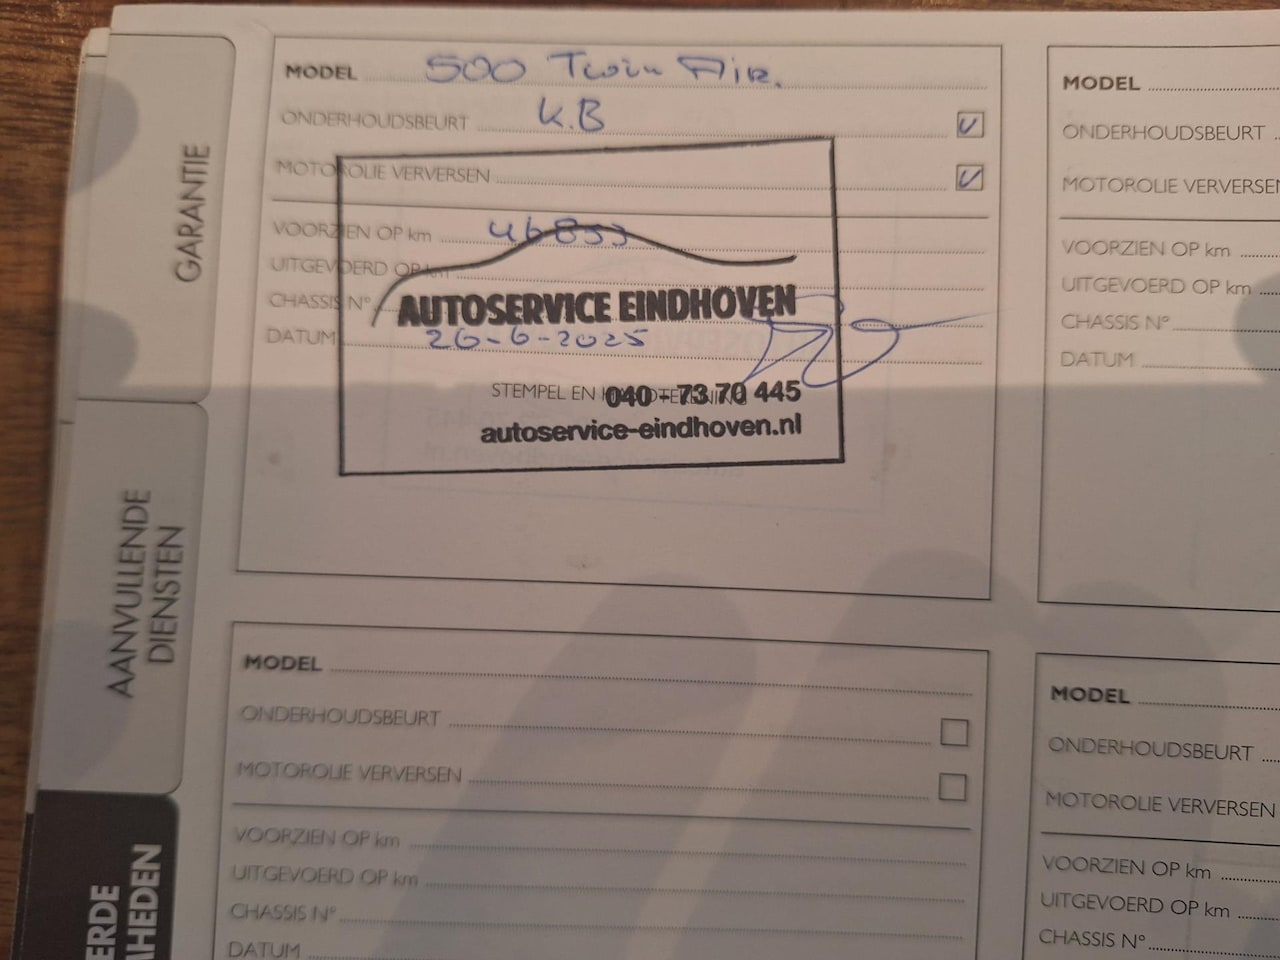 GARANTIE
AANVULLENDE
DIENSTEN
MODEL 500 Twin Air.
ONDERHOUDSBEURT K.B
MOTOROLIE VERVERSEN
VOORZIEN OP km 46853
UITGEVOERD OP km
CHASSIS N°
AUTOSERVICE EINDHOVEN
DATUM 26-6-2025
STEMPEL EN
040 - 73 70 445
autoservice-eindhoven.nl
MODEL
ONDERHOUDSBEURT
MOTOROLIE VERVERSEN
VOORZIEN OP km
UITGEVOERD OP km
CHASSIS N°
DATUM
MODEL
ONDERHOUDSBEURT
MOTOROLIE VERVERSEN
VOORZIEN OP km
UITGEVOERD OP km
CHASSIS N°
DATUM
MODEL
ONDERHOUDSBEURT
MOTOROLIE VERVERSEN
VOORZIEN OP km
UITGEVOERD OP km
CHASSIS N°